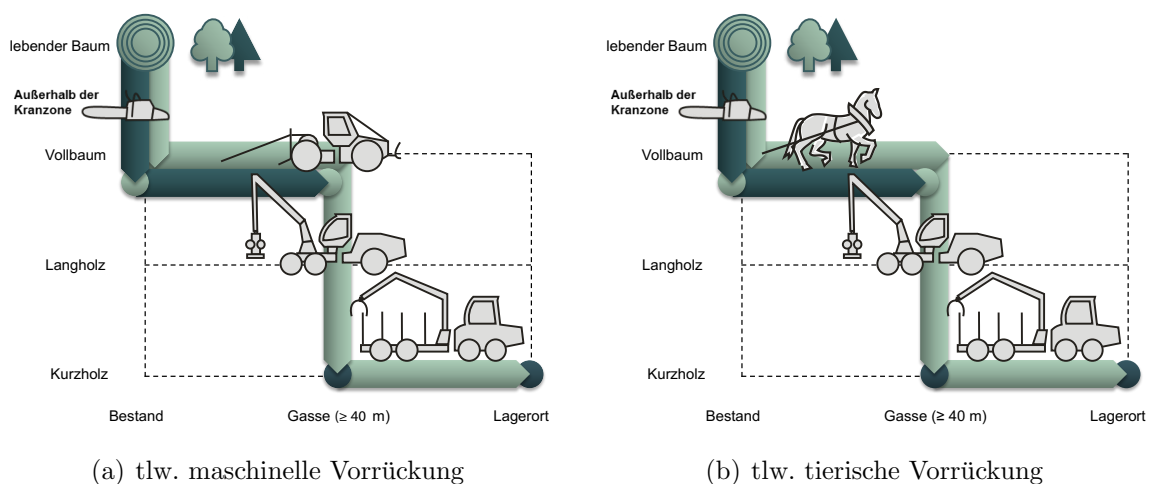 lebender Baum
Außerhalb der
Kranzone
Vollbaum
Langholz
Kurzholz
Bestand
Gasse (≥ 40 m)
Lagerort
(a) tlw. maschinelle Vorrückung
lebender Baum
Außerhalb der
Kranzone
Vollbaum
Langholz
Kurzholz
Bestand
Gasse (≥ 40 m)
Lagerort
(b) tlw. tierische Vorrückung